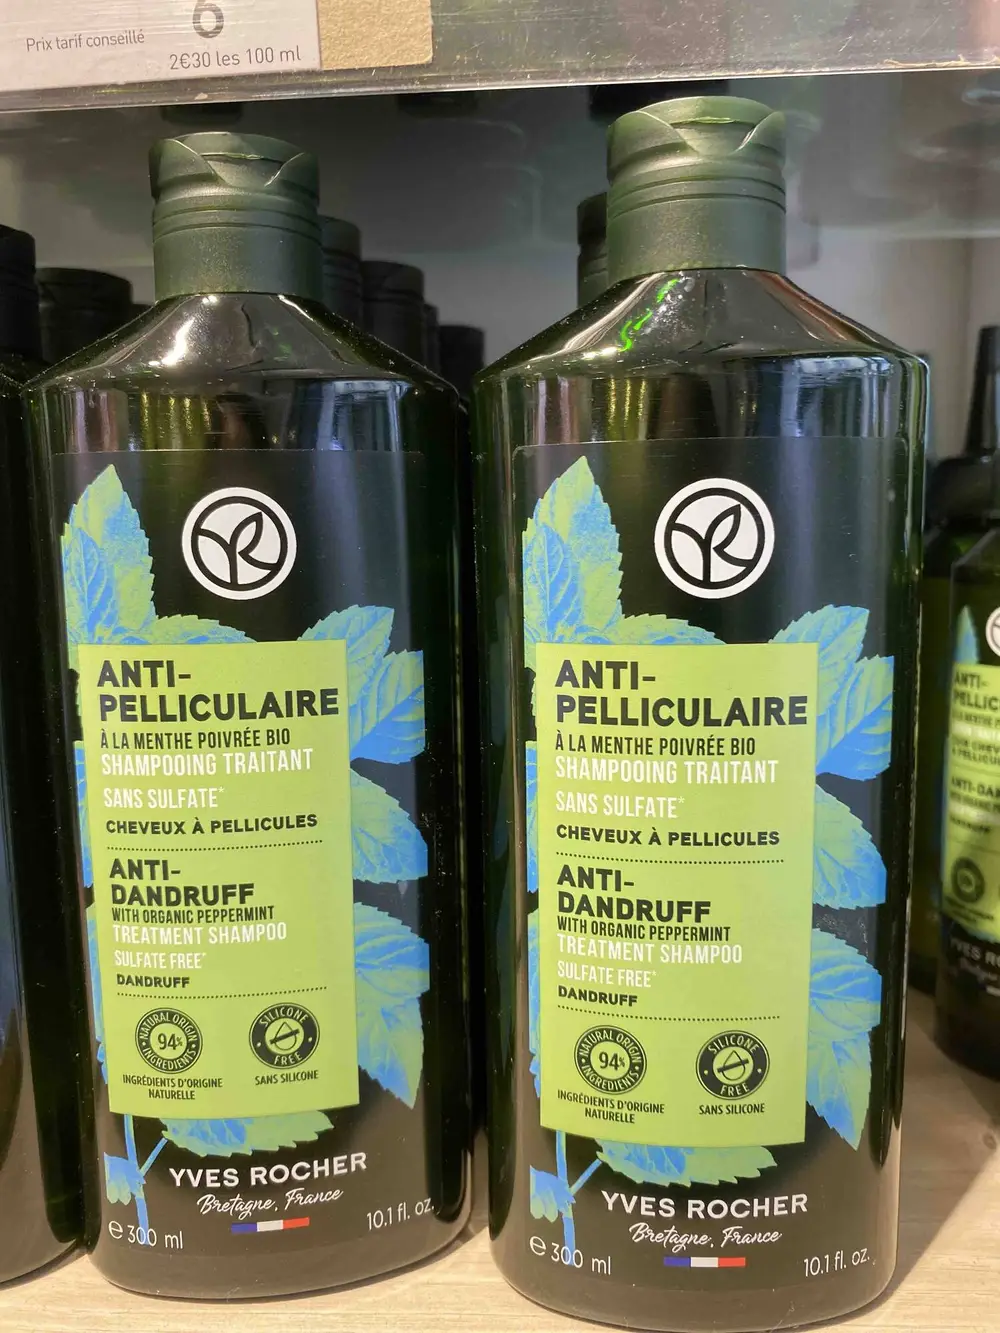 6
Prix tarif conseillé
2€30 les 100 ml
ANTI-
PELLICULAIRE
À LA MENTHE POIVRÉE BIO
SHAMPOOING TRAITANT
SANS SULFATE*
CHEVEUX À PELLICULES
ANTI-
DANDRUFF
WITH ORGANIC PEPPERMINT
TREATMENT SHAMPOO
SULFATE FREE*
DANDRUFF
NATURAL ORIGIN
94%
INGREDIENTS
INGRÉDIENTS D'ORIGINE
NATURELLE
SILICONE
FREE
SANS SILICONE
YVES ROCHER
Bretagne, France
e 300 ml
10.1 fl. oz.
ANTI-
PELLICULAIRE
À LA MENTHE POIVRÉE BIO
SHAMPOOING TRAITANT
SANS SULFATE*
CHEVEUX À PELLICULES
ANTI-
DANDRUFF
WITH ORGANIC PEPPERMINT
TREATMENT SHAMPOO
SULFATE FREE*
DANDRUFF
NATURAL ORIGIN
94%
INGREDIENTS
INGRÉDIENTS D'ORIGINE
NATURELLE
SILICONE
FREE
SANS SILICONE
YVES ROCHER
Bretagne, France
e 300 ml
10.1 fl. oz.
ANTI-